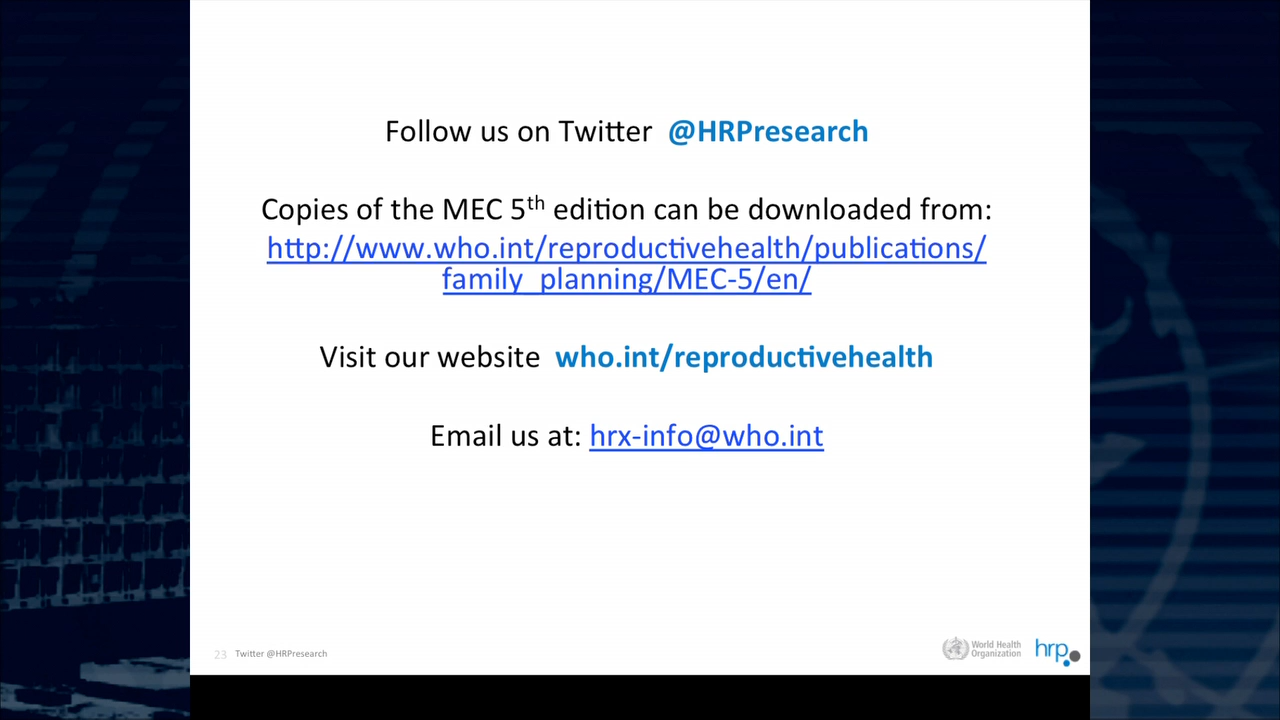 Follow us on Twitter @HRPresearch
Copies of the MEC 5th edition can be downloaded from:
http://www.who.int/reproductivehealth/publications/
family_planning/MEC-5/en/
Visit our website who.int/reproductivehealth
Email us at: hrx-info@who.int
23 Twitter @HRPresearch
World Health
Organization
hrp